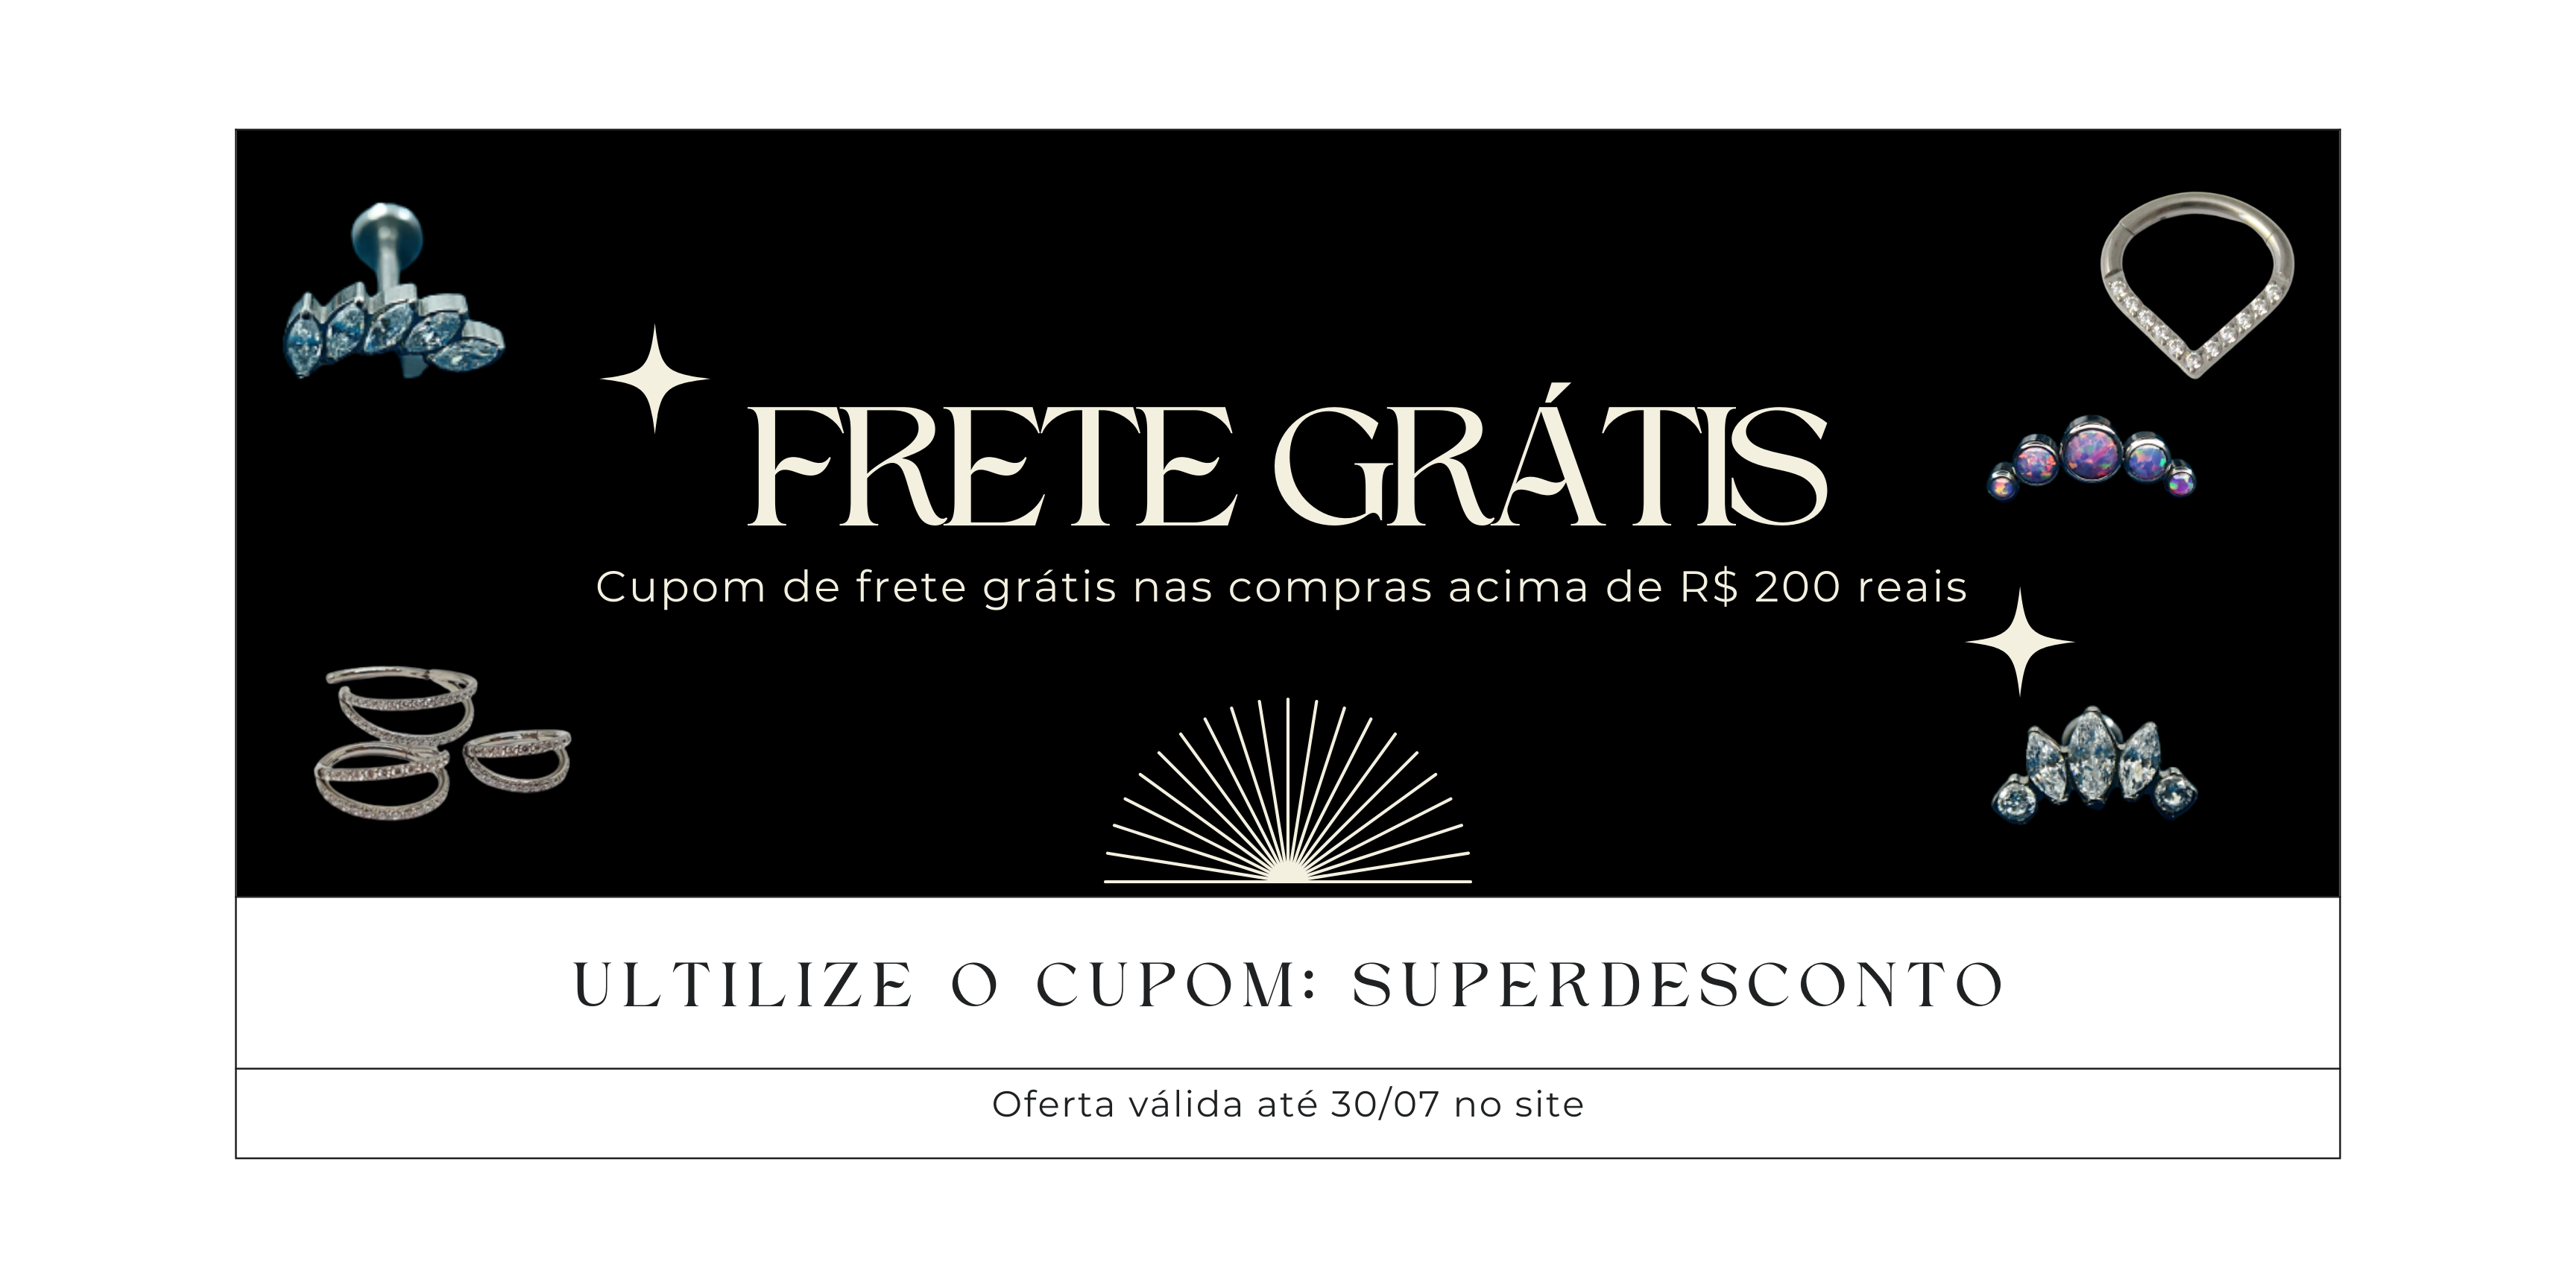 FRETE GRÁTIS
Cupom de frete grátis nas compras acima de R$ 200 reais
ULTILIZE O CUPOM: SUPERDESCONTO
Oferta válida até 30/07 no site